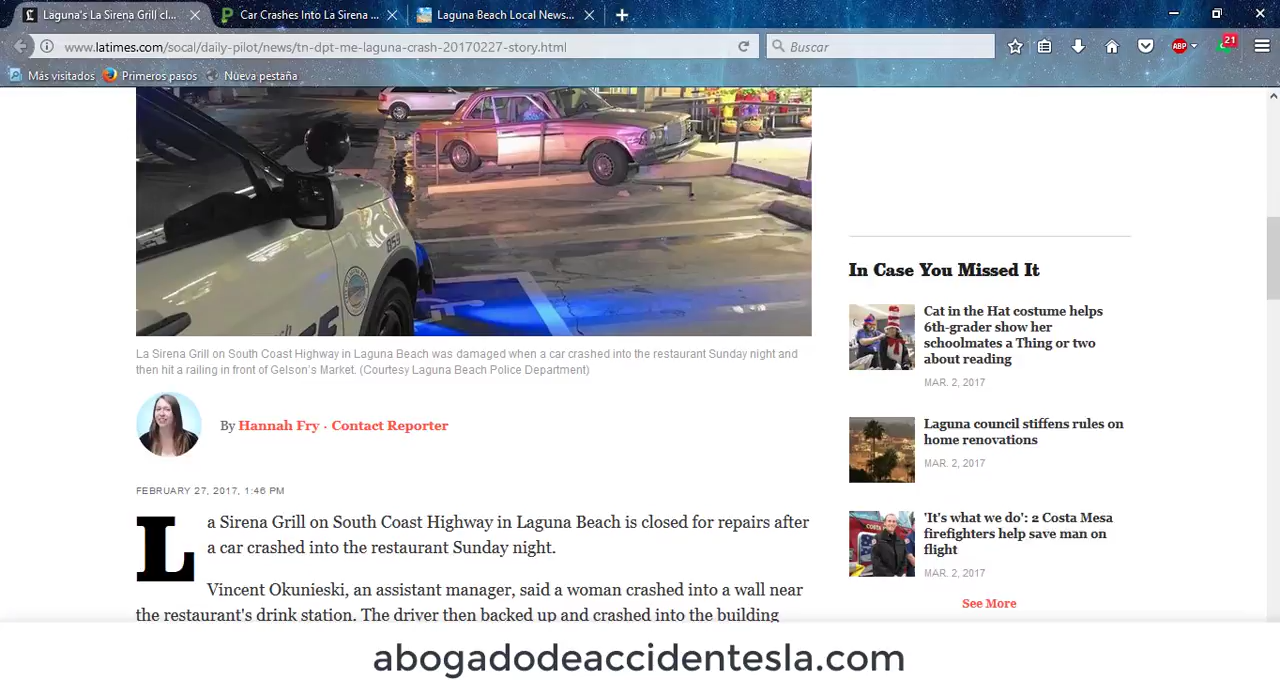 Laguna's La Sirena Grill cl...
Car Crashes Into La Sirena ...
Laguna Beach Local News...
www.latimes.com/socal/daily-pilot/news/tn-dpt-me-laguna-crash-20170227-story.html
Buscar
ABP
21
Más visitados
Primeros pasos
Nueva pestaña
859
La Sirena Grill on South Coast Highway in Laguna Beach was damaged when a car crashed into the restaurant Sunday night and
then hit a railing in front of Gelson's Market. (Courtesy Laguna Beach Police Department)
By Hannah Fry · Contact Reporter
FEBRUARY 27, 2017, 1:46 PM
La Sirena Grill on South Coast Highway in Laguna Beach is closed for repairs after
a car crashed into the restaurant Sunday night.
Vincent Okunieski, an assistant manager, said a woman crashed into a wall near
the restaurant's drink station. The driver then backed up and crashed into the building
In Case You Missed It
Cat in the Hat costume helps
6th-grader show her
schoolmates a Thing or two
about reading
MAR. 2, 2017
Laguna council stiffens rules on
home renovations
MAR. 2, 2017
'It's what we do': 2 Costa Mesa
firefighters help save man on
flight
MAR. 2, 2017
See More
abogadodeaccidentesla.com